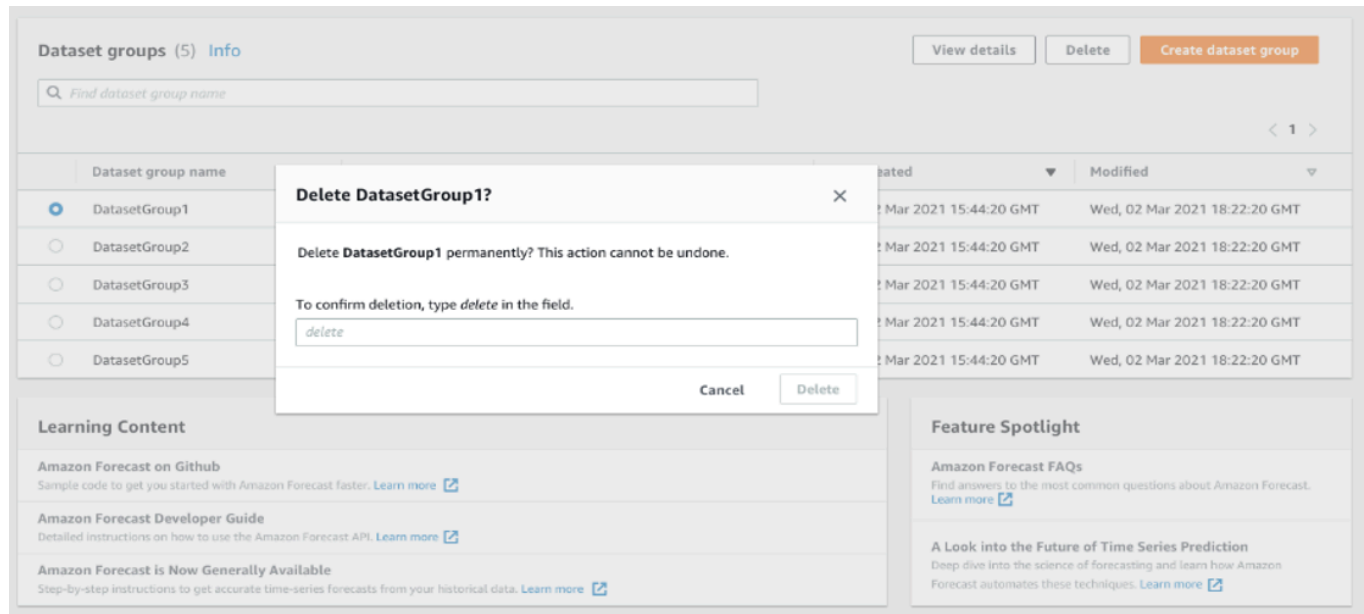 Dataset groups (5) Info
View details
Delete
Create dataset group
Find dataset group name
< 1 >
Dataset group name
Modified
DatasetGroup1
Mar 2021 15:44:20 GMT
Wed, 02 Mar 2021 18:22:20 GMT
DatasetGroup2
Mar 2021 15:44:20 GMT
Wed, 02 Mar 2021 18:22:20 GMT
DatasetGroup3
Mar 2021 15:44:20 GMT
Wed, 02 Mar 2021 18:22:20 GMT
DatasetGroup4
Mar 2021 15:44:20 GMT
Wed, 02 Mar 2021 18:22:20 GMT
DatasetGroup5
Mar 2021 15:44:20 GMT
Wed, 02 Mar 2021 18:22:20 GMT
Delete DatasetGroup1?
Delete DatasetGroup1 permanently? This action cannot be undone.
To confirm deletion, type delete in the field.
delete
Cancel
Delete
Learning Content
Amazon Forecast on Github
Sample code to get you started with Amazon Forecast faster. Learn more
Amazon Forecast Developer Guide
Detailed instructions on how to use the Amazon Forecast API. Learn more
Amazon Forecast is Now Generally Available
Step-by-step instructions to get accurate time-series forecasts from your historical data. Learn more
Feature Spotlight
Amazon Forecast FAQs
Find answers to the most common questions about Amazon Forecast.
Learn more
A Look into the Future of Time Series Prediction
Deep dive into the science of forecasting and learn how Amazon
Forecast automates these techniques. Learn more